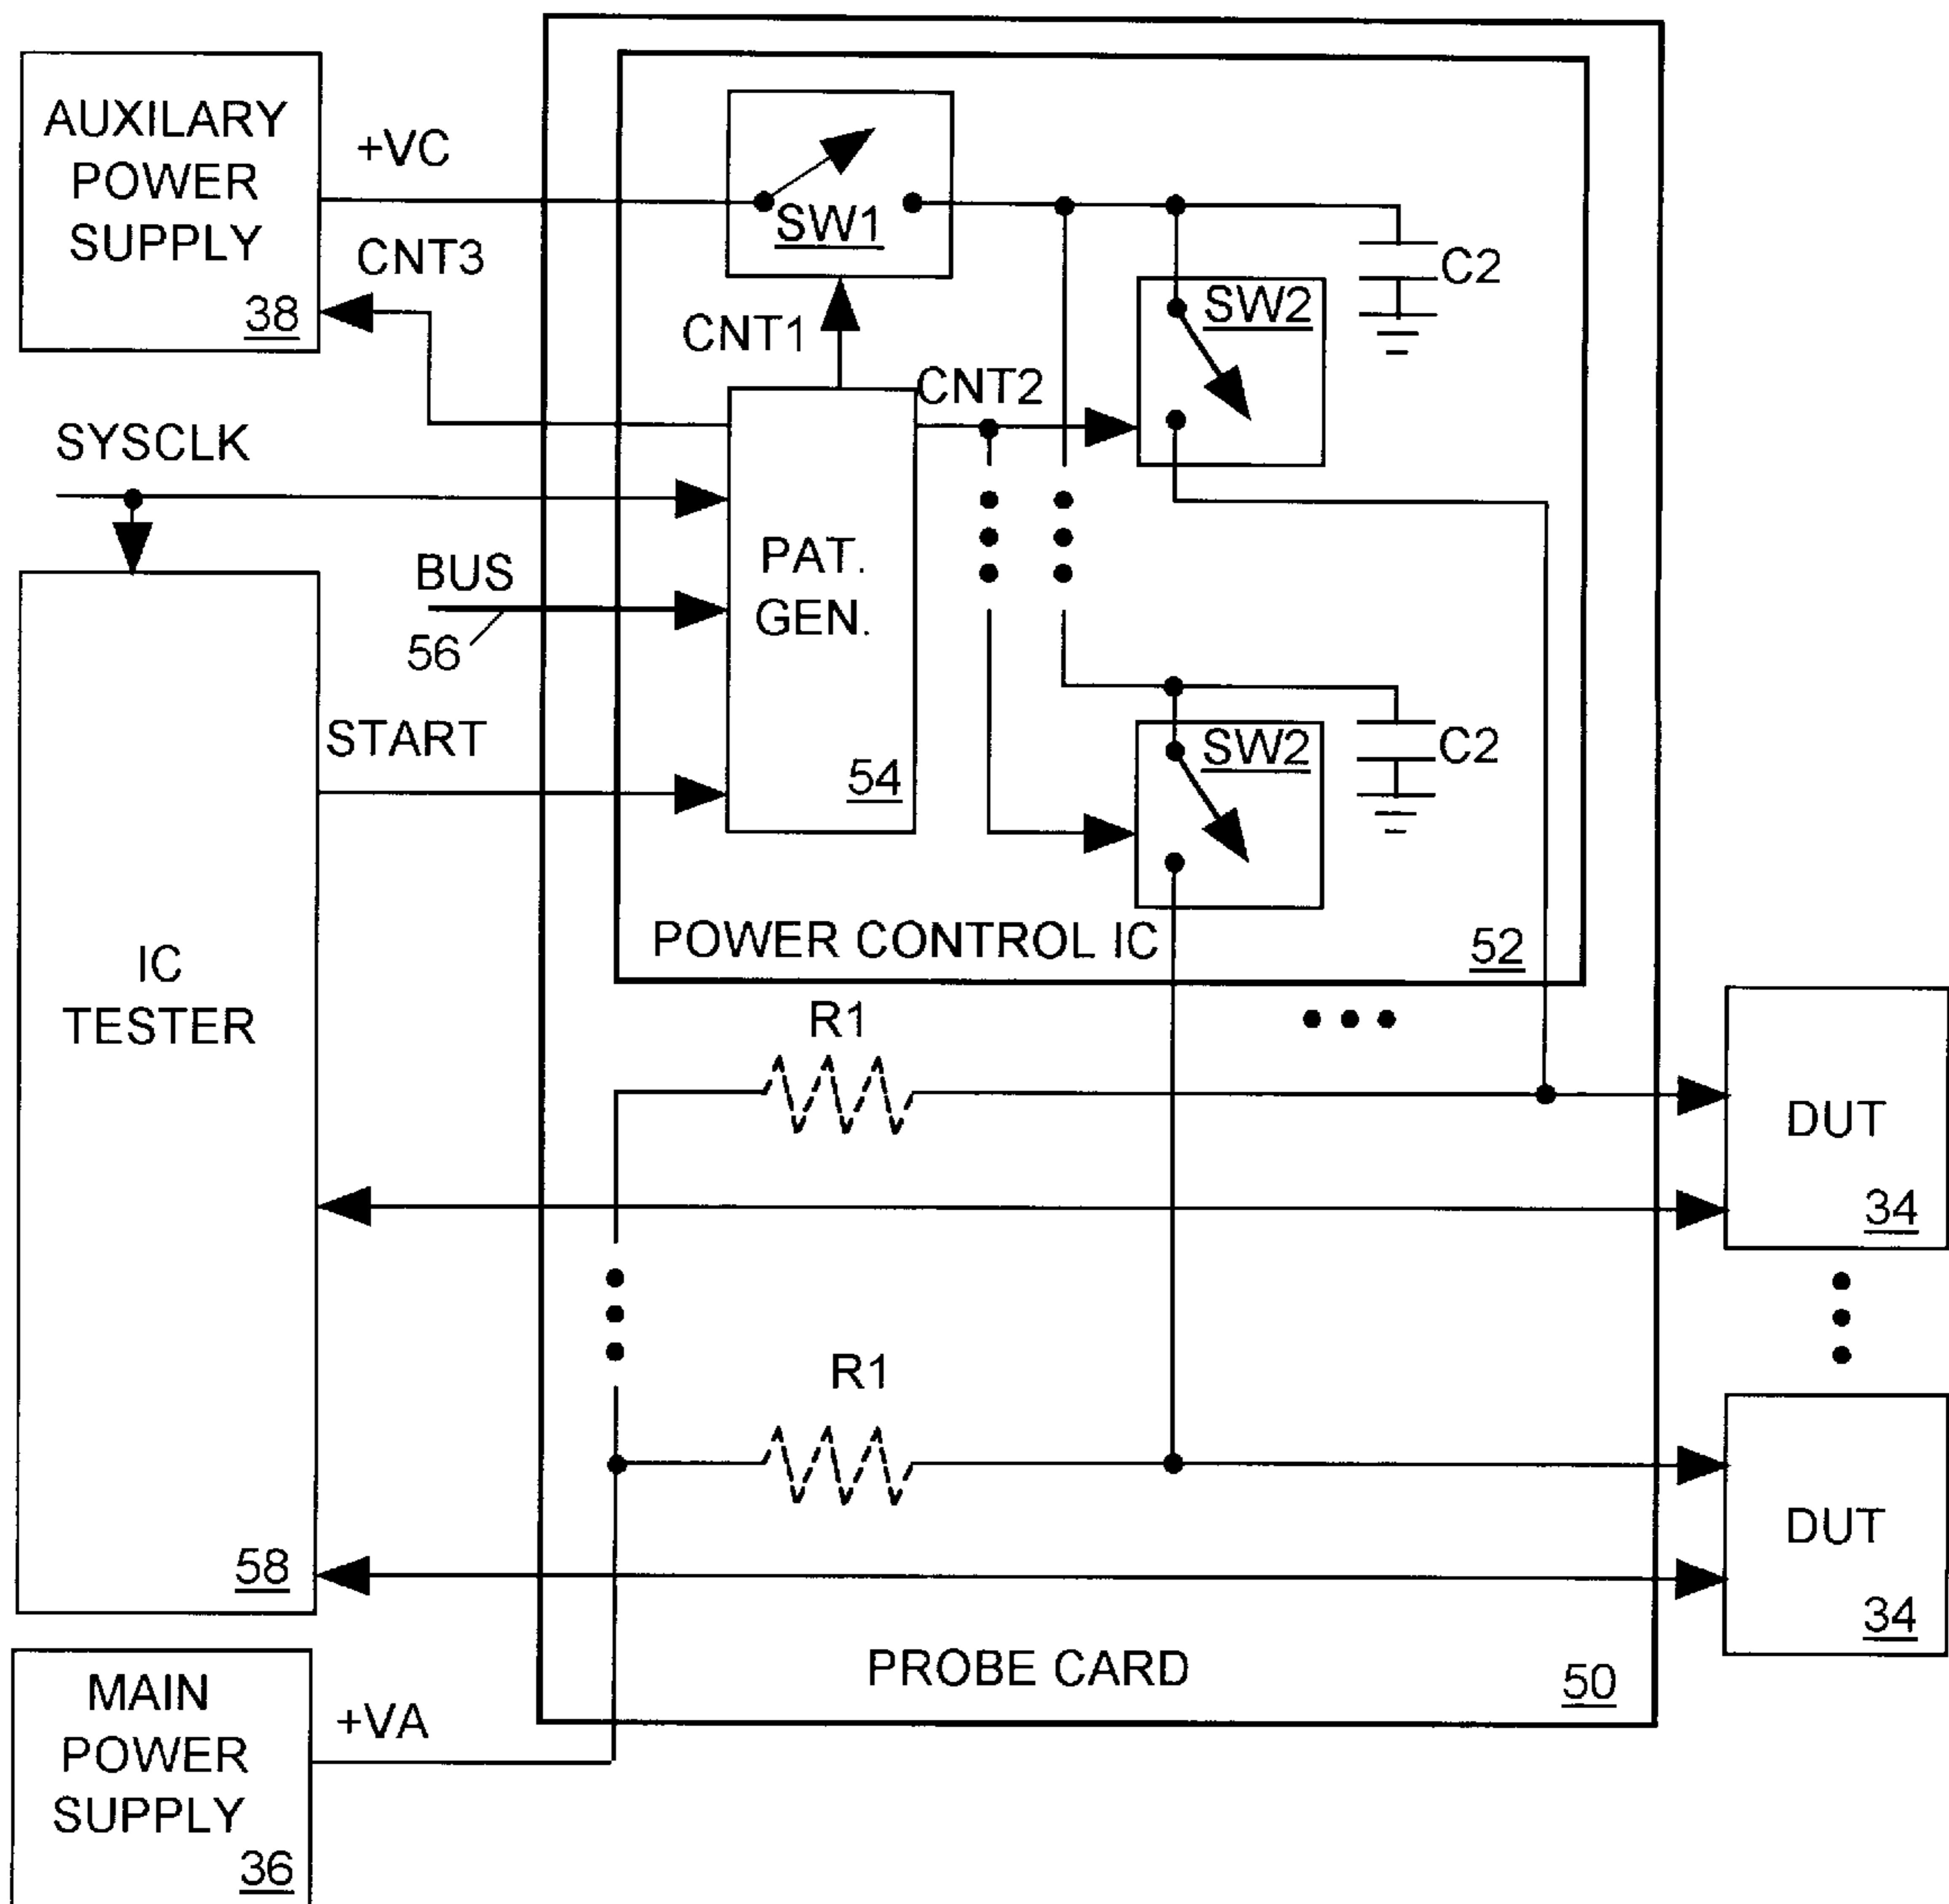 AUXILARY
POWER
SUPPLY
38
+VC
CNT3
SW1
CNT1
CNT2
SW2
C2
SYSCLK
BUS
56
PAT.
GEN.
54
START
SW2
C2
POWER CONTROL IC
52
IC
TESTER
58
R1
DUT
34
R1
DUT
34
PROBE CARD
50
MAIN
POWER
SUPPLY
36
+VA